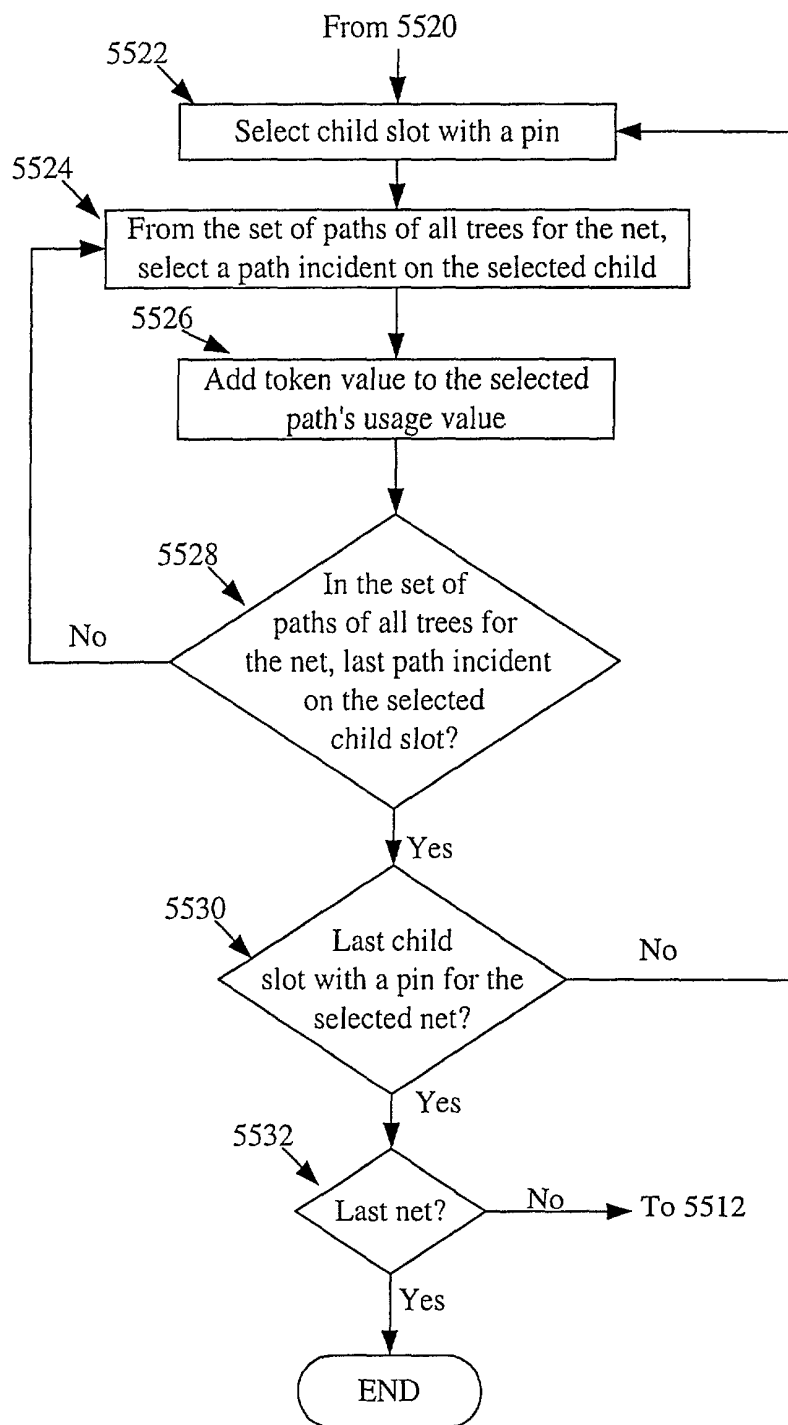 From 5520
5522
Select child slot with a pin
5524
From the set of paths of all trees for the net,
select a path incident on the selected child
5526
Add token value to the selected
path's usage value
5528
In the set of
paths of all trees for
the net, last path incident
on the selected
child slot?
No
Yes
5530
Last child
slot with a pin for the
selected net?
No
Yes
5532
Last net?
No
To 5512
Yes
END